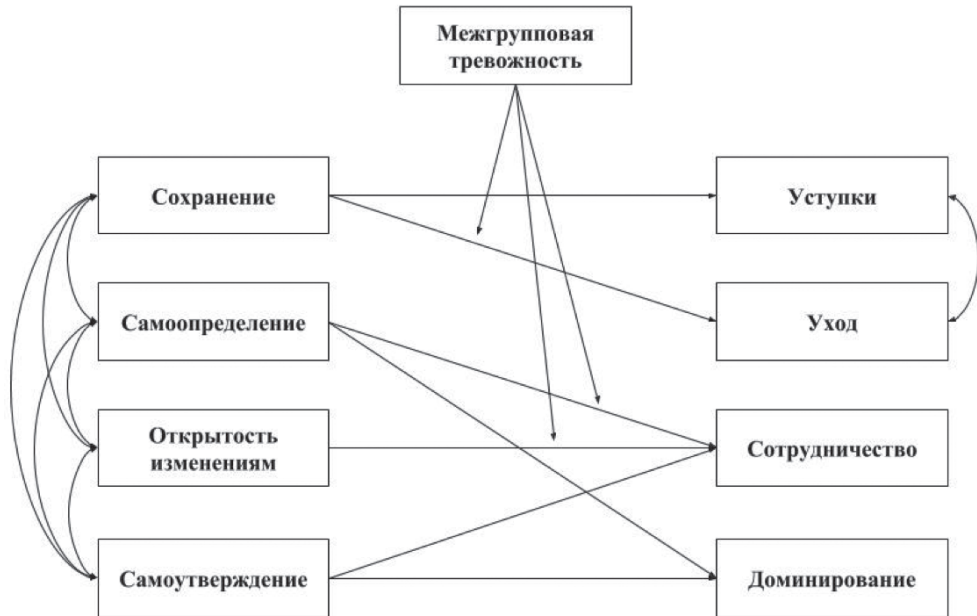 Межгрупповая
тревожность
Сохранение
Уступки
Самоопределение
Уход
Открытость
изменениям
Сотрудничество
Самоутверждение
Доминирование